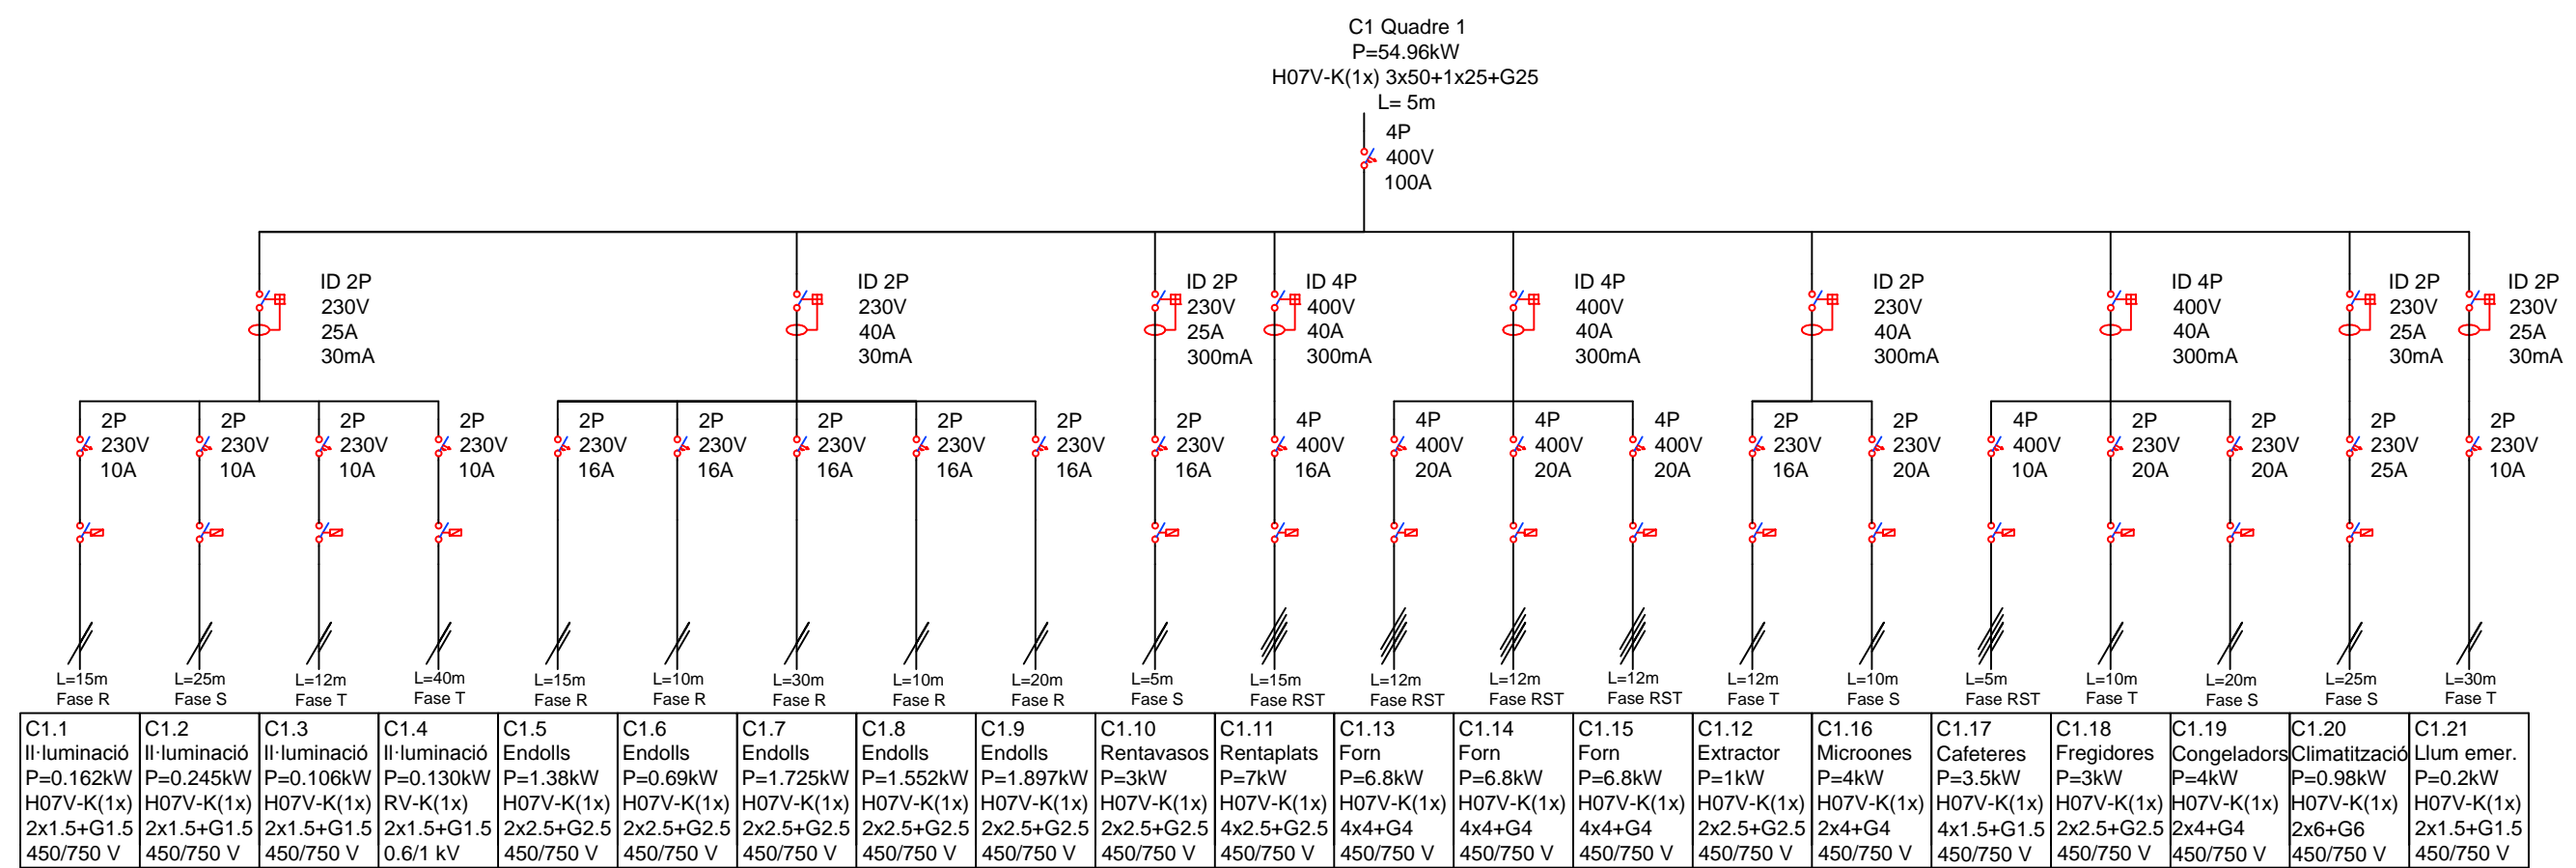 C1 Quadre 1
P=54.96kW
H07V-K(1x) 3x50+1x25+G25
L= 5m
4P
400V
100A
ID 2P
230V
25A
30mA
ID 2P
230V
40A
30mA
ID 2P
230V
25A
300mA
ID 4P
400V
40A
300mA
ID 4P
400V
40A
300mA
ID 2P
230V
40A
300mA
ID 4P
400V
40A
300mA
ID 2P
230V
25A
30mA
ID 2P
230V
25A
30mA
2P
230V
10A
2P
230V
10A
2P
230V
10A
2P
230V
10A
2P
230V
16A
2P
230V
16A
2P
230V
16A
2P
230V
16A
2P
230V
16A
2P
230V
16A
4P
400V
16A
4P
400V
20A
4P
400V
20A
4P
400V
20A
2P
230V
16A
2P
230V
20A
4P
400V
10A
2P
230V
20A
2P
230V
20A
2P
230V
25A
2P
230V
10A
L=15m
Fase R
L=25m
Fase S
L=12m
Fase T
L=40m
Fase T
L=15m
Fase R
L=10m
Fase R
L=30m
Fase R
L=10m
Fase R
L=20m
Fase R
L=5m
Fase S
L=15m
Fase RST
L=12m
Fase RST
L=12m
Fase RST
L=12m
Fase RST
L=12m
Fase T
L=10m
Fase S
L=5m
Fase RST
L=10m
Fase T
L=20m
Fase S
L=25m
Fase S
L=30m
Fase T
C1.1
Il·luminació
P=0.162kW
H07V-K(1x)
2x1.5+G1.5
450/750 V
C1.2
Il·luminació
P=0.245kW
H07V-K(1x)
2x1.5+G1.5
450/750 V
C1.3
Il·luminació
P=0.106kW
H07V-K(1x)
2x1.5+G1.5
450/750 V
C1.4
Il·luminació
P=0.130kW
RV-K(1x)
2x1.5+G1.5
0.6/1 kV
C1.5
Endolls
P=1.38kW
H07V-K(1x)
2x2.5+G2.5
450/750 V
C1.6
Endolls
P=0.69kW
H07V-K(1x)
2x2.5+G2.5
450/750 V
C1.7
Endolls
P=1.725kW
H07V-K(1x)
2x2.5+G2.5
450/750 V
C1.8
Endolls
P=1.552kW
H07V-K(1x)
2x2.5+G2.5
450/750 V
C1.9
Endolls
P=1.897kW
H07V-K(1x)
2x2.5+G2.5
450/750 V
C1.10
Rentavasos
P=3kW
H07V-K(1x)
2x2.5+G2.5
450/750 V
C1.11
Rentaplats
P=7kW
H07V-K(1x)
4x2.5+G2.5
450/750 V
C1.13
Forn
P=6.8kW
H07V-K(1x)
4x4+G4
450/750 V
C1.14
Forn
P=6.8kW
H07V-K(1x)
4x4+G4
450/750 V
C1.15
Forn
P=6.8kW
H07V-K(1x)
4x4+G4
450/750 V
C1.12
Extractor
P=1kW
H07V-K(1x)
2x2.5+G2.5
450/750 V
C1.16
Microones
P=4kW
H07V-K(1x)
2x4+G4
450/750 V
C1.17
Cafeteres
P=3.5kW
H07V-K(1x)
4x1.5+G1.5
450/750 V
C1.18
Fregidores
P=3kW
H07V-K(1x)
2x2.5+G2.5
450/750 V
C1.19
Congeladors
P=4kW
H07V-K(1x)
2x4+G4
450/750 V
C1.20
Climatització
P=0.98kW
H07V-K(1x)
2x6+G6
450/750 V
C1.21
Llum emer.
P=0.2kW
H07V-K(1x)
2x1.5+G1.5
450/750 V